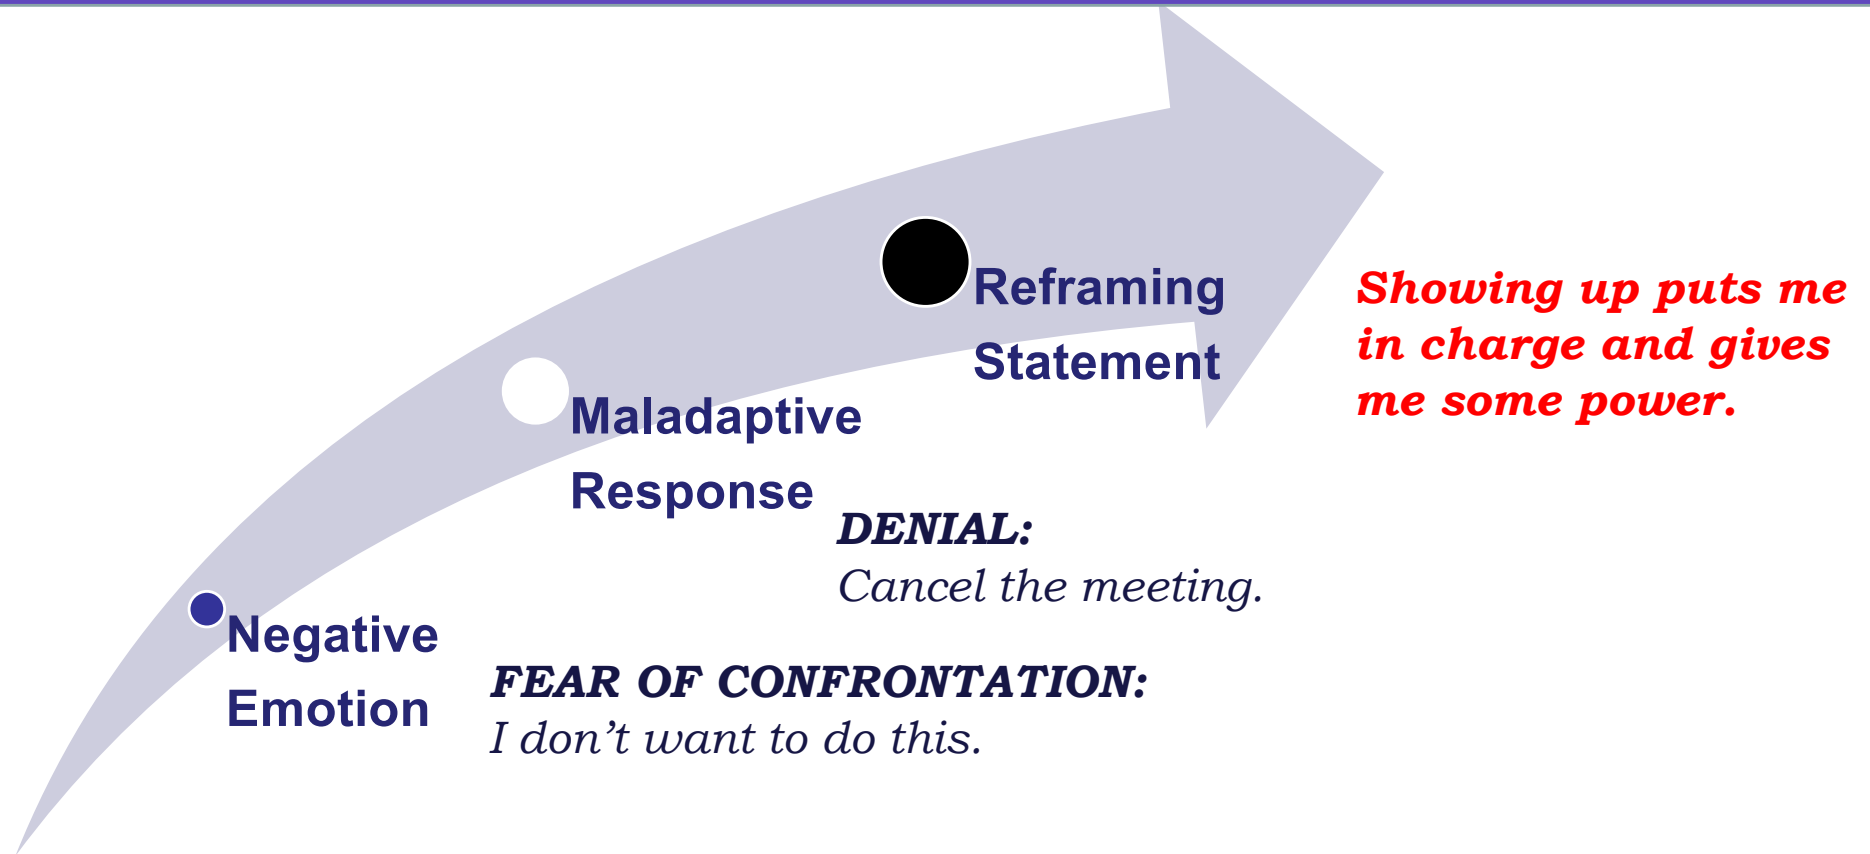 Reframing
Statement
Showing up puts me
in charge and gives
me some power.
Maladaptive
Response
DENIAL:
Cancel the meeting.
Negative
Emotion
FEAR OF CONFRONTATION:
I don’t want to do this.